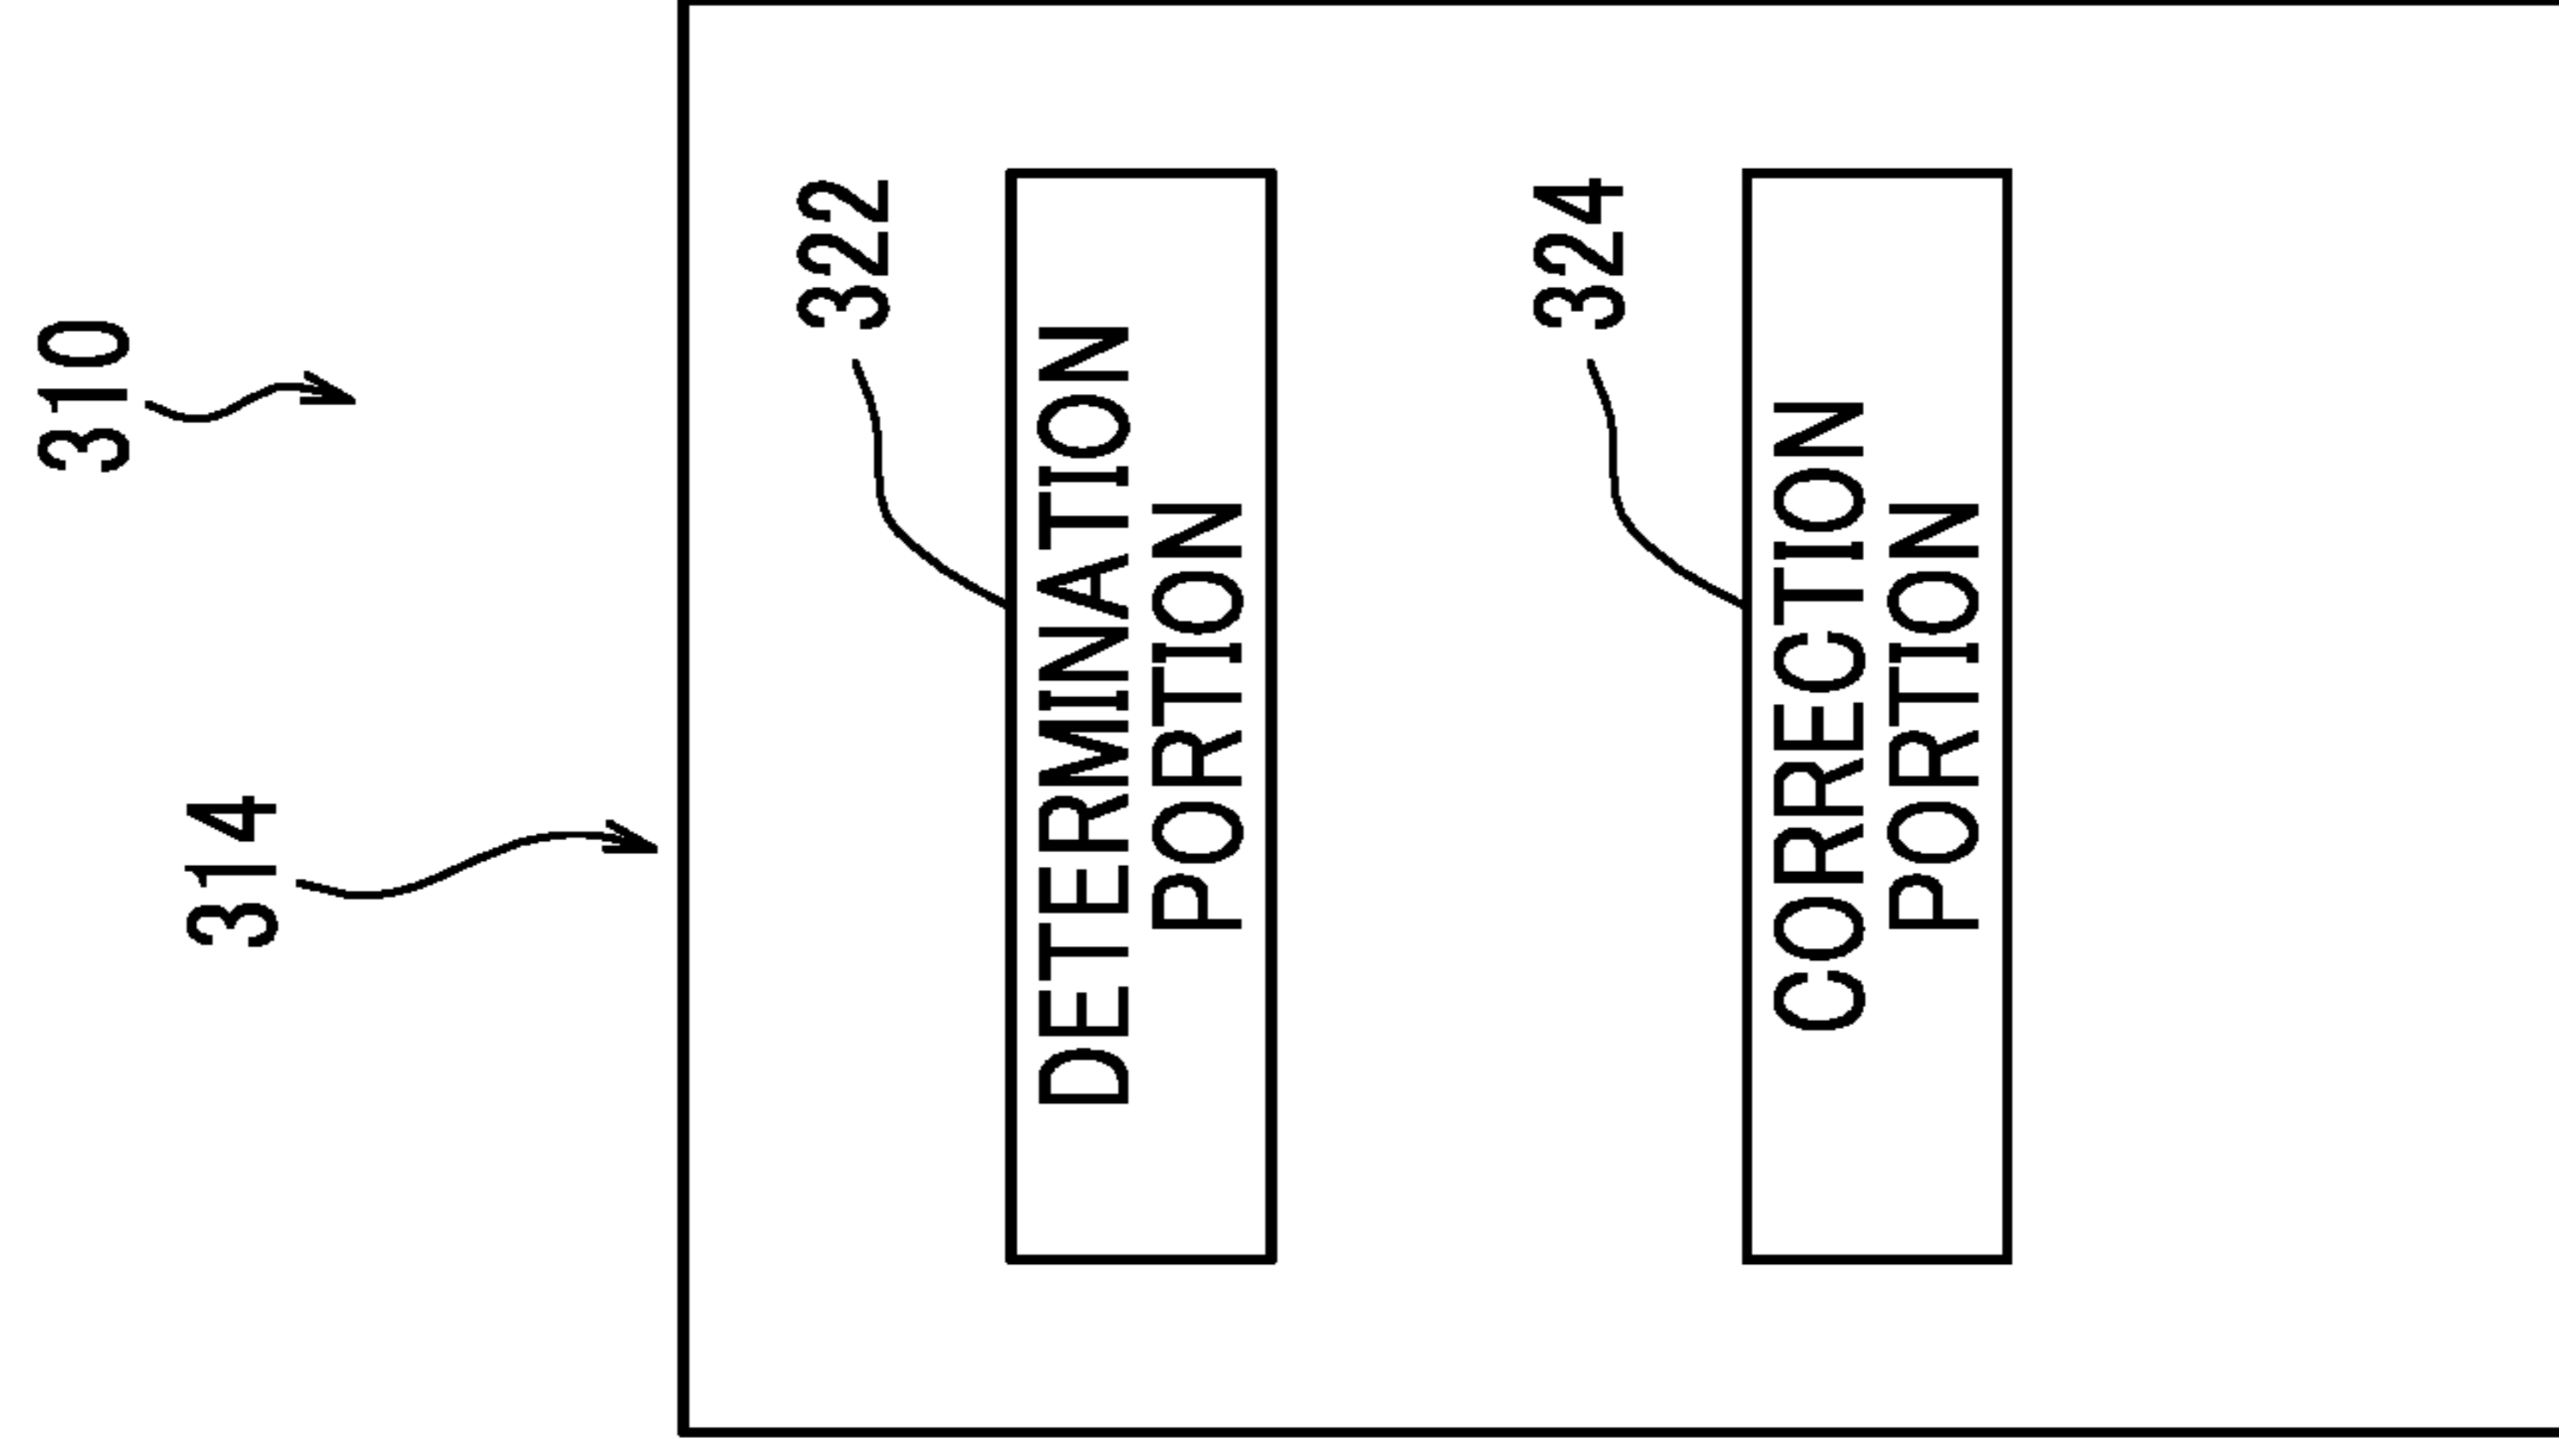 310
314
322
DETERMINATION
PORTION
324
CORRECTION
PORTION